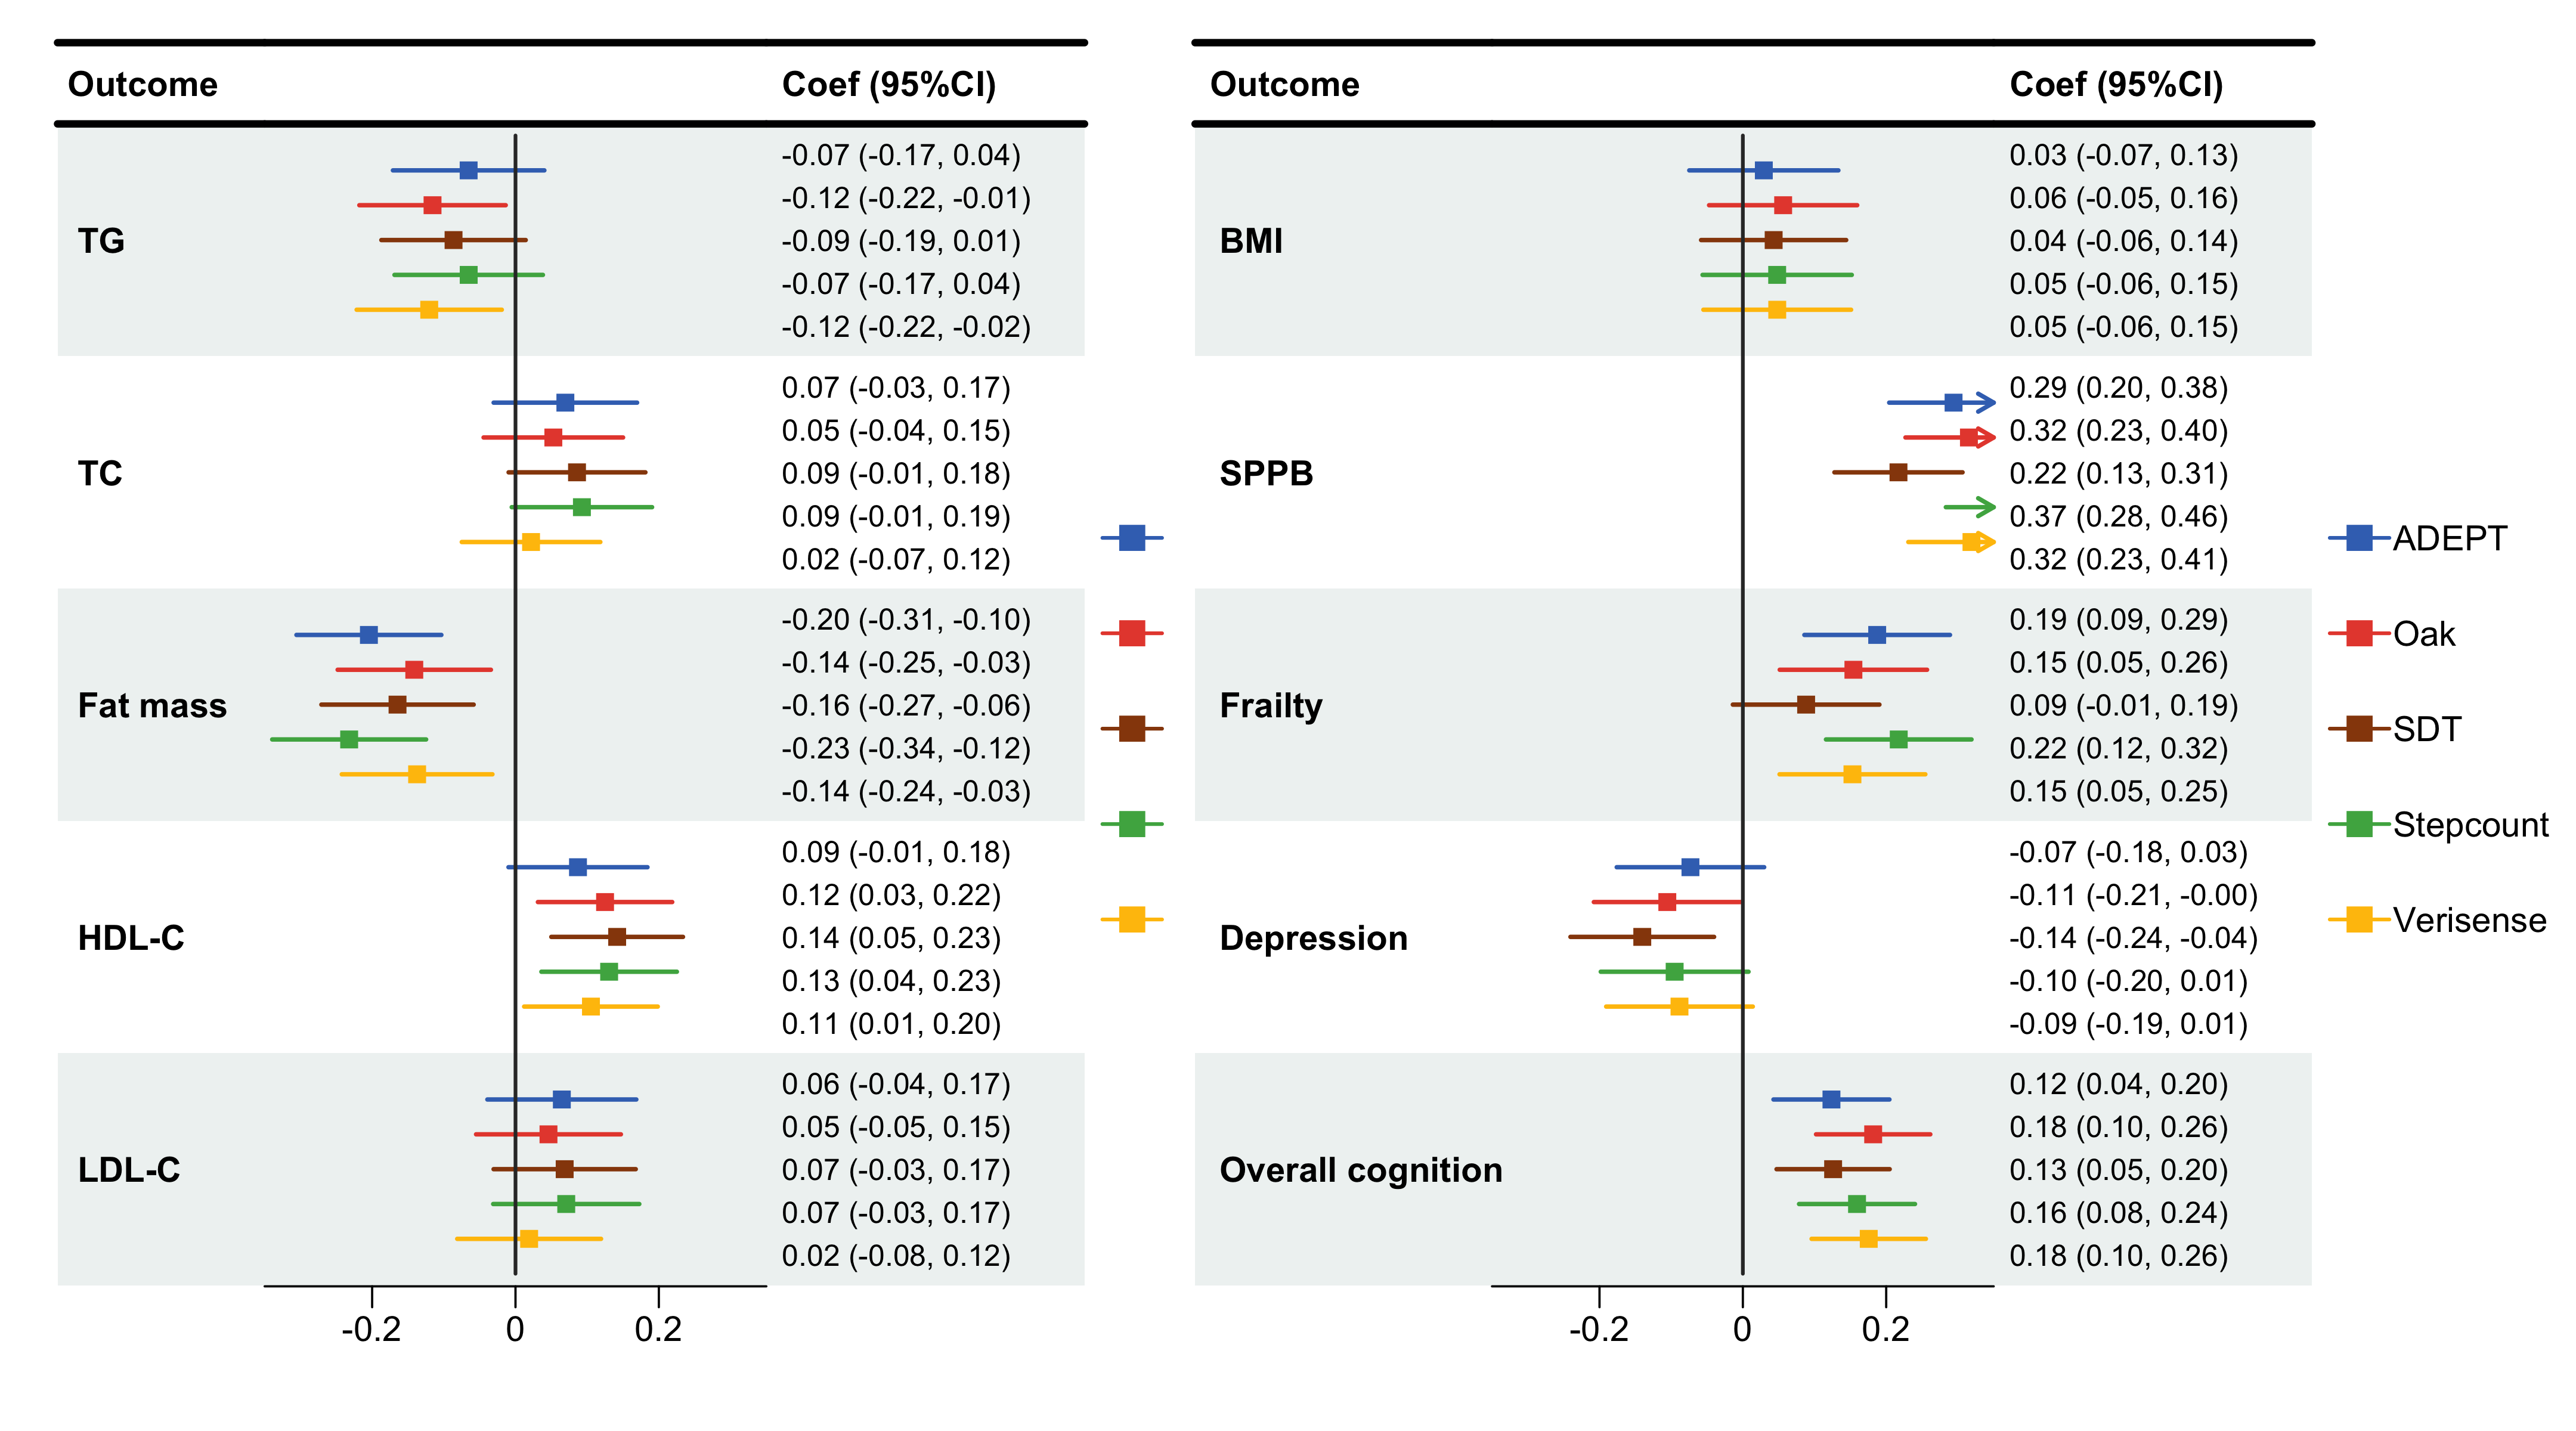 Outcome Coef (95%CI)
TG
-0.07 (-0.17, 0.04)
-0.12 (-0.22, -0.01)
-0.09 (-0.19, 0.01)
-0.07 (-0.17, 0.04)
-0.12 (-0.22, -0.02)
TC
0.07 (-0.03, 0.17)
0.05 (-0.04, 0.15)
0.09 (-0.01, 0.18)
0.09 (-0.01, 0.19)
0.02 (-0.07, 0.12)
Fat mass
-0.20 (-0.31, -0.10)
-0.14 (-0.25, -0.03)
-0.16 (-0.27, -0.06)
-0.23 (-0.34, -0.12)
-0.14 (-0.24, -0.03)
HDL-C
0.09 (-0.01, 0.18)
0.12 (0.03, 0.22)
0.14 (0.05, 0.23)
0.13 (0.04, 0.23)
0.11 (0.01, 0.20)
LDL-C
0.06 (-0.04, 0.17)
0.05 (-0.05, 0.15)
0.07 (-0.03, 0.17)
0.07 (-0.03, 0.17)
0.02 (-0.08, 0.12)
-0.2 0 0.2
Outcome Coef (95%CI)
BMI
0.03 (-0.07, 0.13)
0.06 (-0.05, 0.16)
0.04 (-0.06, 0.14)
0.05 (-0.06, 0.15)
0.05 (-0.06, 0.15)
SPPB
0.29 (0.20, 0.38)
0.32 (0.23, 0.40)
0.22 (0.13, 0.31)
0.37 (0.28, 0.46)
0.32 (0.23, 0.41)
Frailty
0.19 (0.09, 0.29)
0.15 (0.05, 0.26)
0.09 (-0.01, 0.19)
0.22 (0.12, 0.32)
0.15 (0.05, 0.25)
Depression
-0.07 (-0.18, 0.03)
-0.11 (-0.21, -0.00)
-0.14 (-0.24, -0.04)
-0.10 (-0.20, 0.01)
-0.09 (-0.19, 0.01)
Overall cognition
0.12 (0.04, 0.20)
0.18 (0.10, 0.26)
0.13 (0.05, 0.20)
0.16 (0.08, 0.24)
0.18 (0.10, 0.26)
-0.2 0 0.2
ADEPT
Oak
SDT
Stepcount
Verisense